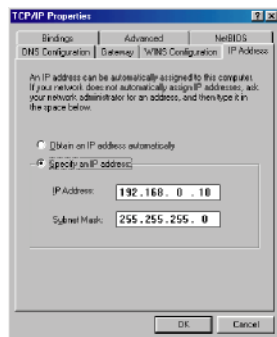 TCP/IP Properties
Bindings Advanced NetBIOS
DNS Configuration Gateway WINS Configuration IP Address
An IP address can be automatically assigned to this computer.
If your network does not automatically assign IP addresses, ask
your network administrator for an address, and then type it in
the space below.
Obtain an IP address automatically
Specify an IP address:
IP Address: 192.168. 0 .10
Subnet Mask: 255.255.255. 0
OK Cancel